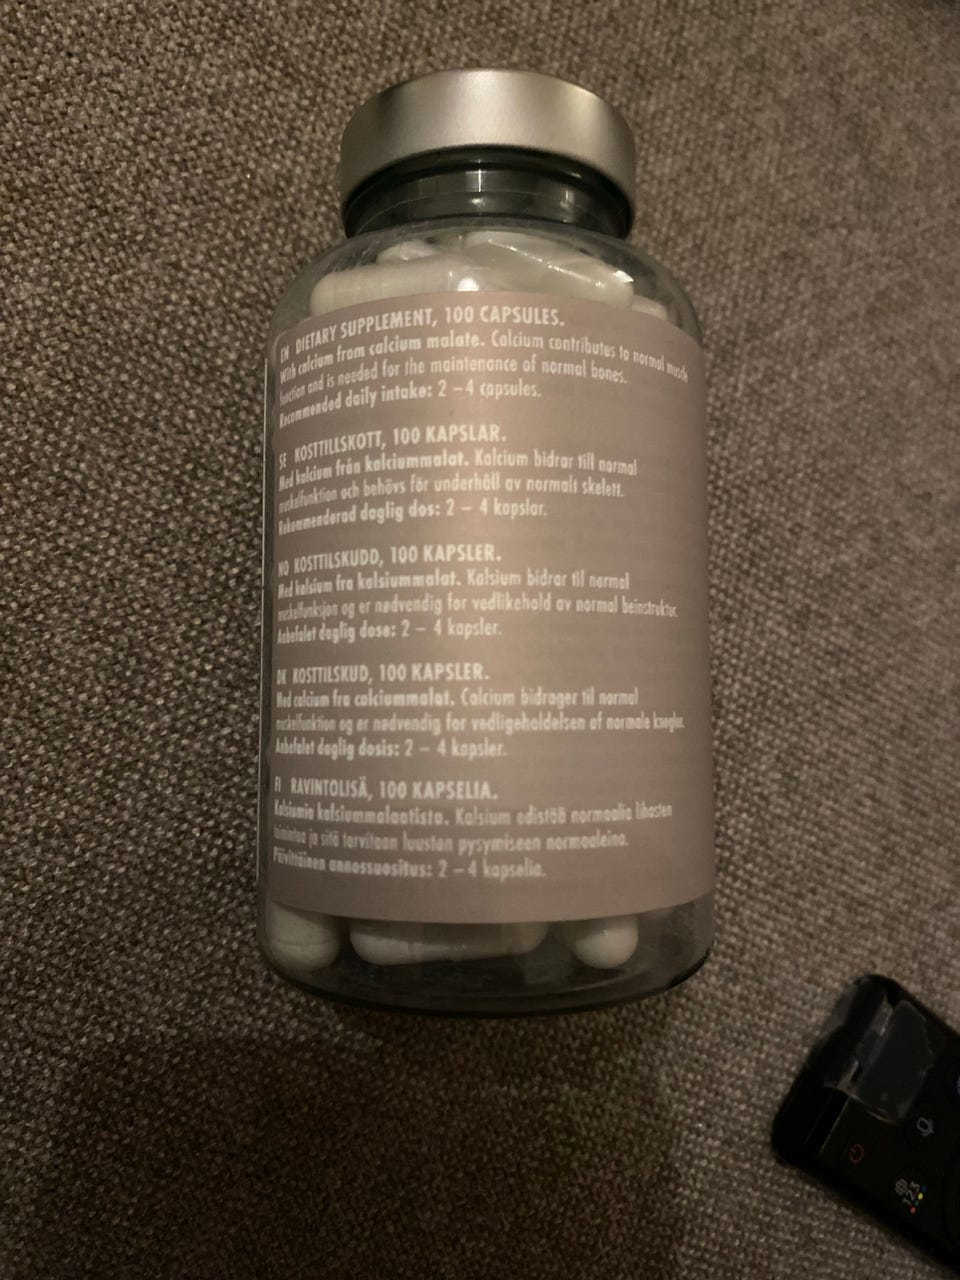 EN DIETARY SUPPLEMENT, 100 CAPSULES.
With calcium from calcium malate. Calcium contributes to normal muscle
function and is needed for the maintenance of normal bones.
Recommended daily intake: 2 – 4 capsules.
SE KOSTTILLSKOTT, 100 KAPSLAR.
Med kalcium från kalciummalat. Kalcium bidrar till normal
muskelfunktion och behövs för underhåll av normalt skelett.
Rekommenderad daglig dos: 2 – 4 kapslar.
NO KOSTTILSKUDD, 100 KAPSLER.
Med kalsium fra kalsiummalat. Kalsium bidrar til normal
muskelfunksjon og er nødvendig for vedlikehold av normal beinstruktur.
Anbefalet daglig dose: 2 – 4 kapsler.
DK KOSTTILSKUD, 100 KAPSLER.
Med calcium fra calciummalat. Calcium bidrager til normal
muskelfunktion og er nødvendig for vedligeholdelsen af normale knogler.
Anbefalet daglig dosis: 2 – 4 kapsler.
FI RAVINTOLISÄ, 100 KAPSELIA.
Kalsiumia kalsiummalaatista. Kalsium edistää normaalia lihasten
toimintaa ja sitä tarvitaan luuston pysymiseen normaaleina.
Päivittäinen annossuositus: 2 – 4 kapselia.
123